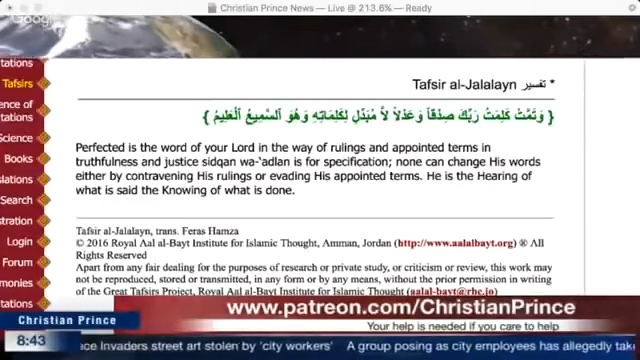 Christian Prince News — Live @ 213.6% — Ready
Google
tations
Tafsirs
ence of
tations
Science
Books
lations
Search
stration
Login
Forum
monies
tations
* تفسير Tafsir al-Jalalayn
{ وَتَمَّتْ كَلِمَتُ رَبِّكَ صِدْقاً وَعَدْلاً لاَّ مُبَدِّلِ لِكَلِمَاتِهِ وَهُوَ ٱلسَّمِيعُ ٱلْعَلِيمُ }
Perfected is the word of your Lord in the way of rulings and appointed terms in
truthfulness and justice sidqan wa-'adlan is for specification; none can change His words
either by contravening His rulings or evading His appointed terms. He is the Hearing of
what is said the Knowing of what is done.
Tafsir al-Jalalayn, trans. Feras Hamza
© 2016 Royal Aal al-Bayt Institute for Islamic Thought, Amman, Jordan (http://www.aalalbayt.org) ® All
Rights Reserved
Apart from any fair dealing for the purposes of research or private study, or criticism or review, this work may
not be reproduced, stored or transmitted, in any form or by any means, without the prior permission in writing
of the Great Tafsirs Project, Royal Aal al-Bayt Institute for Islamic Thought (aalal-bayt@rbc.jo)
www.patreon.com/ChristianPrince
Christian Prince
Your help is needed if you care to help
8:43
ce Invaders street art stolen by 'city workers' A group posing as city employees has allegedly tak